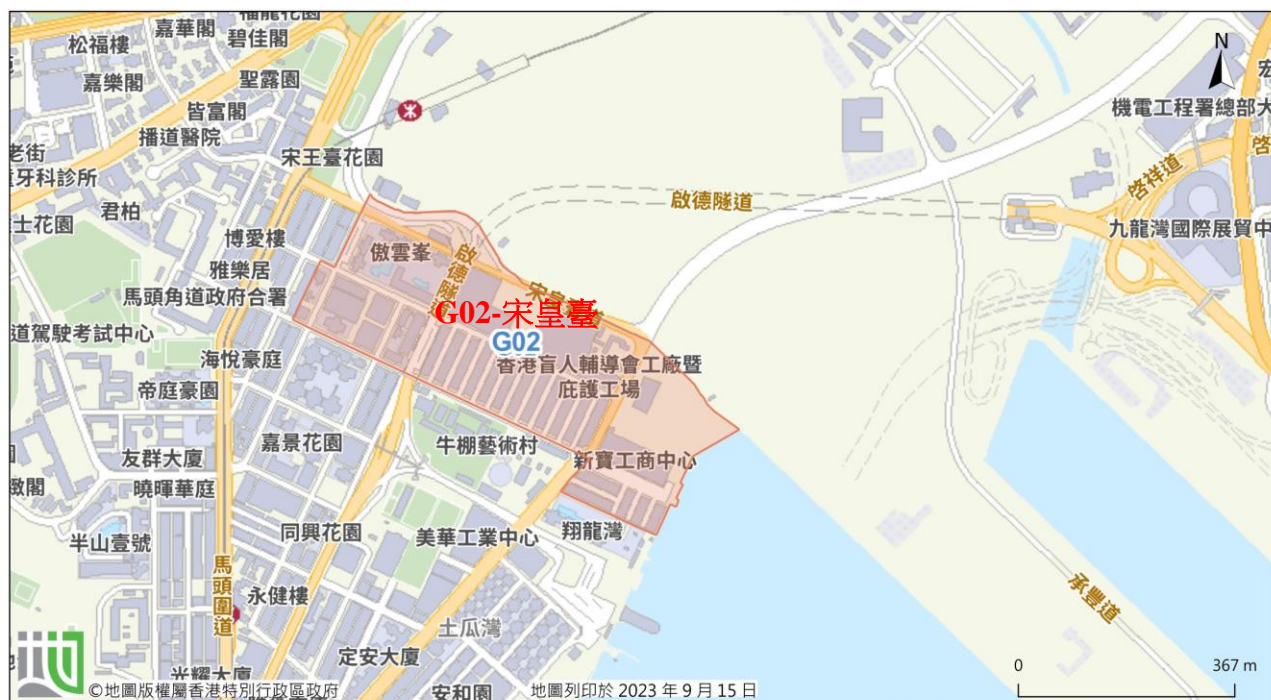 福龍花園
嘉華閣
松福樓
碧佳閣
嘉樂閣
聖露園
N
皆富閣
機電工程署總部大
播道醫院
老街
宋王臺花園
牙科診所
啟祥道
君柏
啟德隧道
士花園
博愛樓
九龍灣國際展貿中
傲雲峯
雅樂居
啟德隧道
馬頭角道政府合署
G02-宋皇臺
道駕駛考試中心
G02
海悅豪庭
香港盲人輔導會工廠暨
庇護工場
帝庭豪園
嘉景花園
牛棚藝術村
友群大廈
新寶工商中心
曉暉華庭
同興花園
翔龍灣
半山壹號
美華工業中心
馬頭圍道
永健樓
承豐道
土瓜灣
定安大廈
光耀大廈
安和園
0
367 m
©地圖版權屬香港特別行政區政府
地圖列印於 2023 年 9 月 15 日